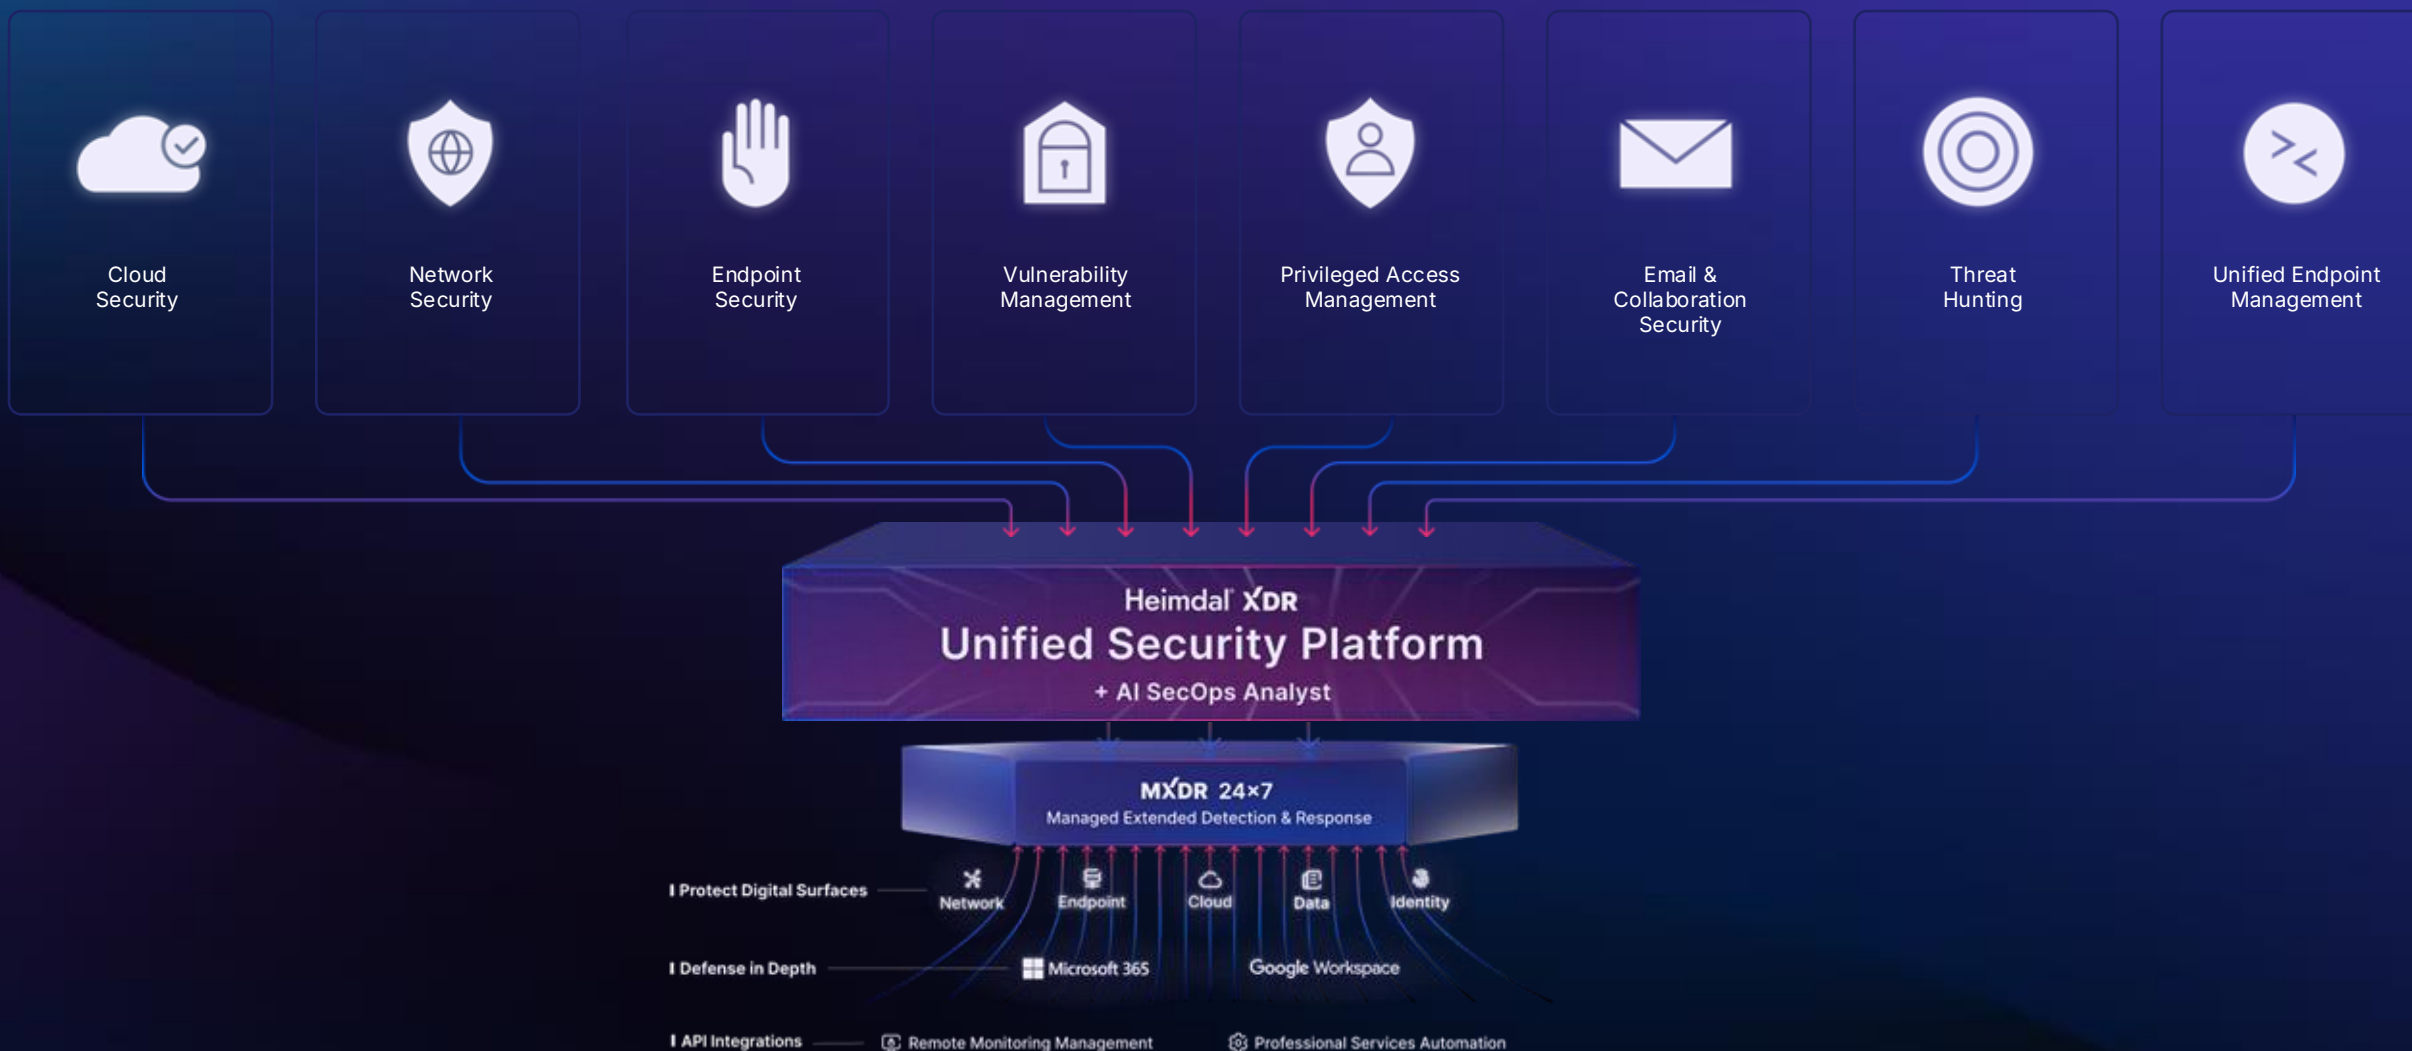 Cloud
Security
Network
Security
Endpoint
Security
Vulnerability
Management
Privileged Access
Management
Email &
Collaboration
Security
Threat
Hunting
Unified Endpoint
Management
Heimdal® XDR
Unified Security Platform
+ AI SecOps Analyst
MXDR 24×7
Managed Extended Detection & Response
Protect Digital Surfaces
Network
Endpoint
Cloud
Data
Identity
Defense in Depth
Microsoft 365
Google Workspace
API Integrations
Remote Monitoring Management
Professional Services Automation